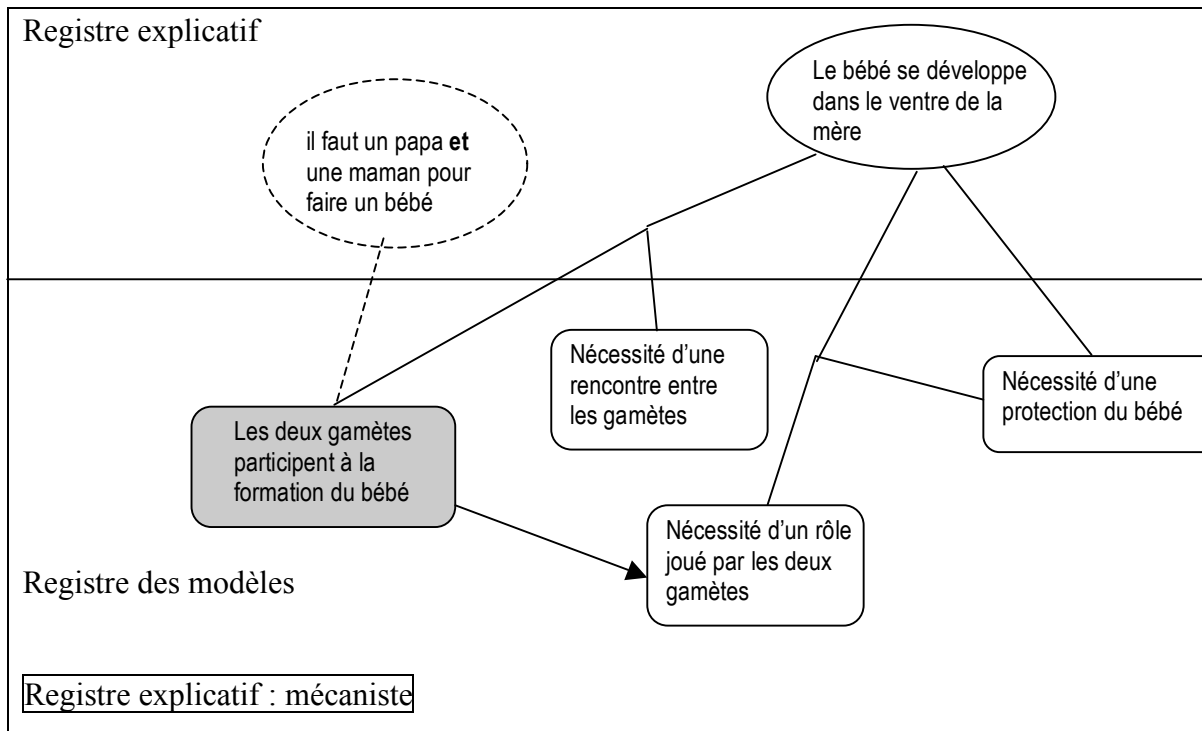 Registre explicatif
Le bébé se développe
dans le ventre de la
mère
il faut un papa et
une maman pour
faire un bébé
Nécessité d'une
rencontre entre
les gamètes
Nécessité d'une
protection du bébé
Les deux gamètes
participent à la
formation du bébé
Nécessité d'un rôle
joué par les deux
gamètes
Registre des modèles
Registre explicatif : mécaniste